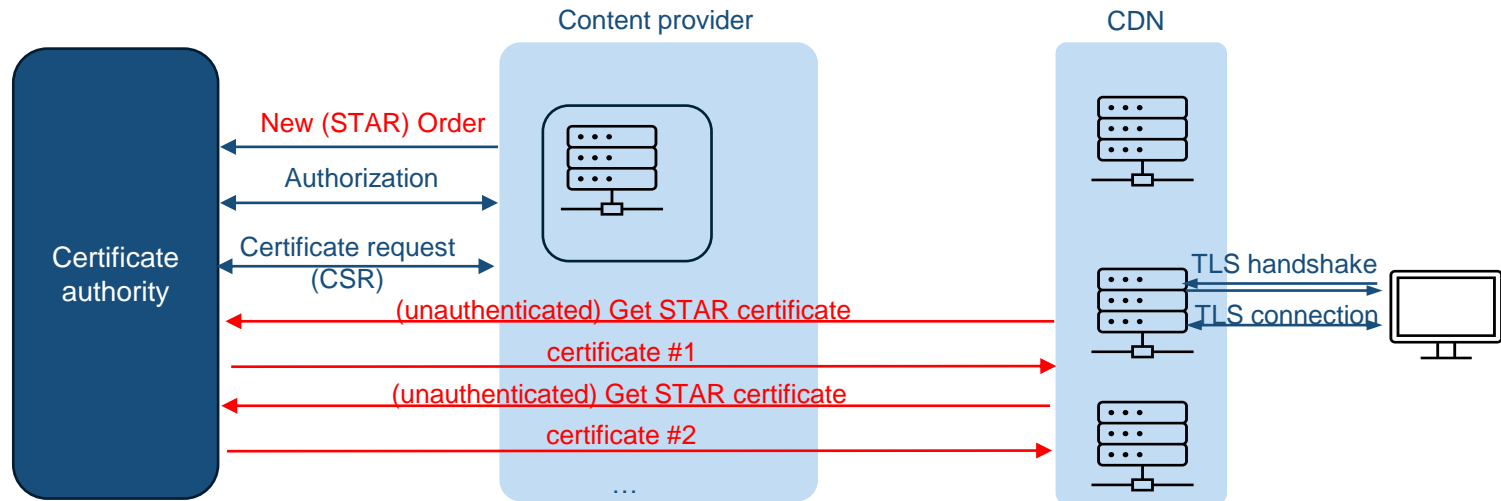 Content provider
CDN
New (STAR) Order
Authorization
Certificate request
(CSR)
Certificate
authority
TLS handshake
(unauthenticated) Get STAR certificate
TLS connection
certificate #1
(unauthenticated) Get STAR certificate
certificate #2
…